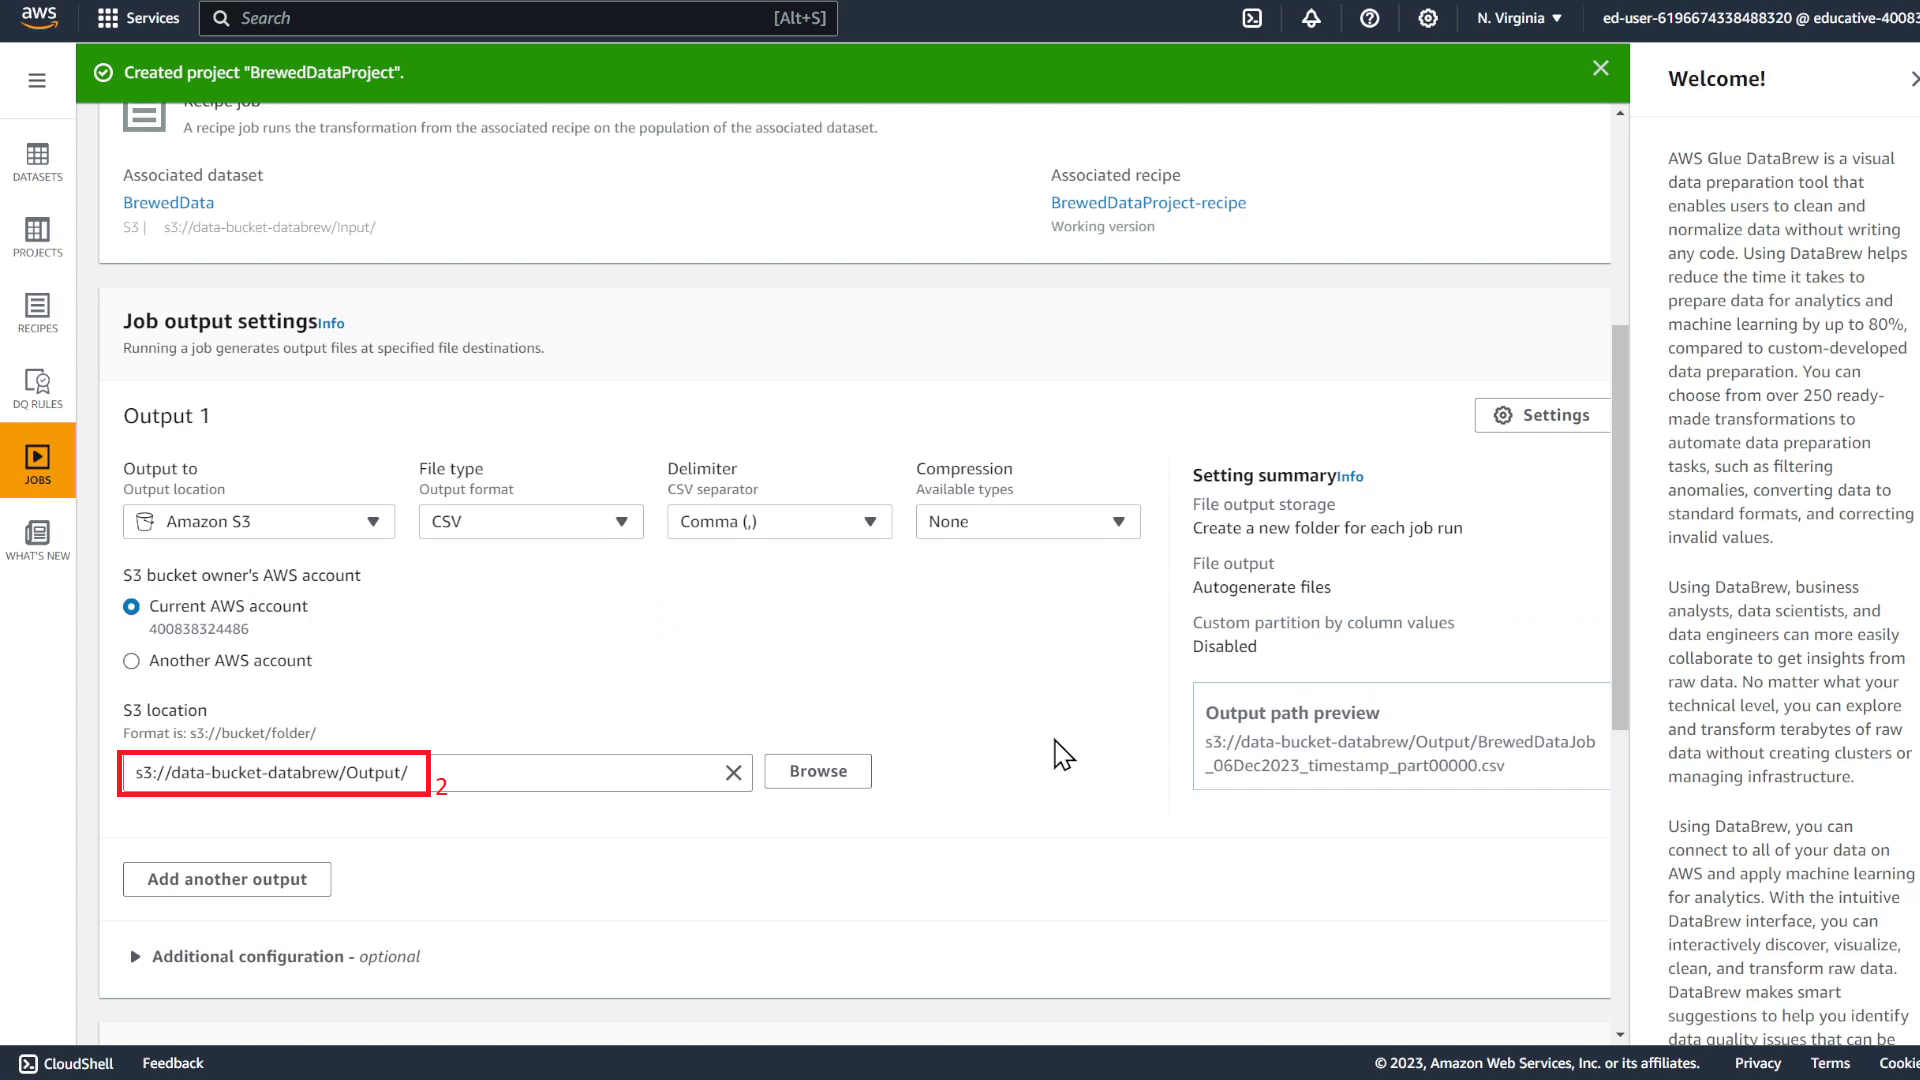 aws
Services
Search
[Alt+S]
N. Virginia
ed-user-6196674338488320 @ educative-40083
Created project "BrewedDataProject".
Recipe job
A recipe job runs the transformation from the associated recipe on the population of the associated dataset.
Associated dataset
BrewedData
S3 | s3://data-bucket-databrew/Input/
Associated recipe
BrewedDataProject-recipe
Working version
DATASETS
PROJECTS
RECIPES
DQ RULES
JOBS
WHAT'S NEW
Job output settings Info
Running a job generates output files at specified file destinations.
Output 1
Settings
Output to
Output location
Amazon S3
File type
Output format
CSV
Delimiter
CSV separator
Comma (,)
Compression
Available types
None
S3 bucket owner's AWS account
Current AWS account
400838324486
Another AWS account
S3 location
Format is: s3://bucket/folder/
s3://data-bucket-databrew/Output/
2
Browse
Setting summary Info
File output storage
Create a new folder for each job run
File output
Autogenerate files
Custom partition by column values
Disabled
Output path preview
s3://data-bucket-databrew/Output/BrewedDataJob
_06Dec2023_timestamp_part00000.csv
Add another output
Additional configuration - optional
Welcome!
AWS Glue DataBrew is a visual
data preparation tool that
enables users to clean and
normalize data without writing
any code. Using DataBrew helps
reduce the time it takes to
prepare data for analytics and
machine learning by up to 80%,
compared to custom-developed
data preparation. You can
choose from over 250 ready-
made transformations to
automate data preparation
tasks, such as filtering
anomalies, converting data to
standard formats, and correcting
invalid values.
Using DataBrew, business
analysts, data scientists, and
data engineers can more easily
collaborate to get insights from
raw data. No matter what your
technical level, you can explore
and transform terabytes of raw
data without creating clusters or
managing infrastructure.
Using DataBrew, you can
connect to all of your data on
AWS and apply machine learning
for analytics. With the intuitive
DataBrew interface, you can
interactively discover, visualize,
clean, and transform raw data.
DataBrew makes smart
suggestions to help you identify
data quality issues that can be
CloudShell
Feedback
© 2023, Amazon Web Services, Inc. or its affiliates.
Privacy
Terms
Cookie